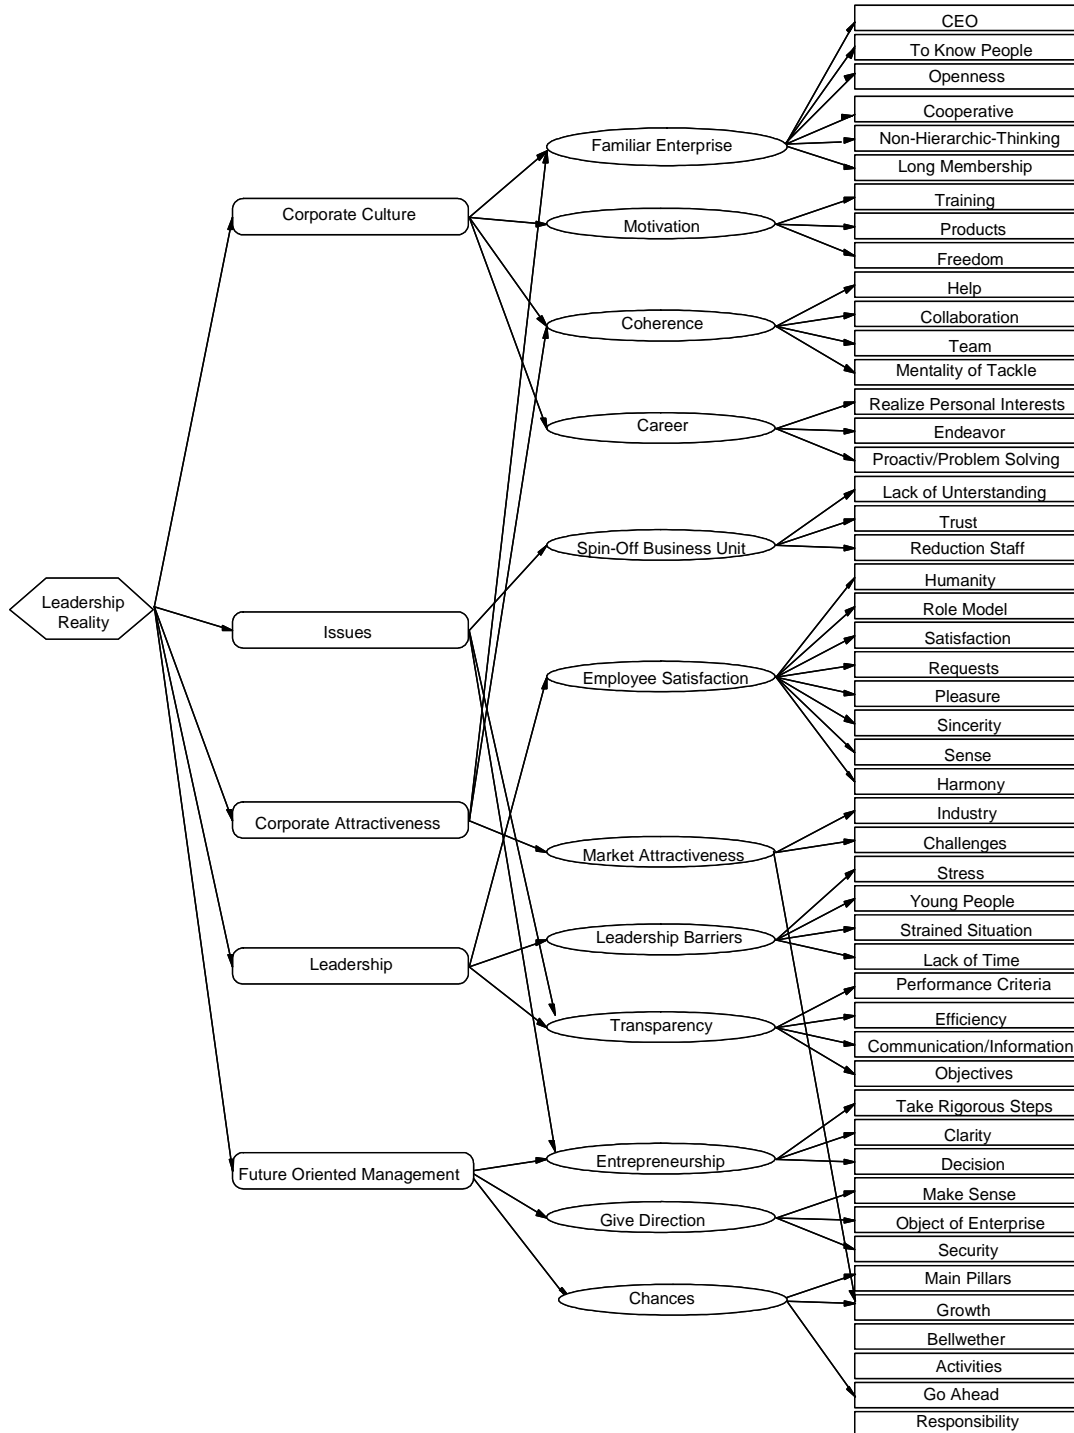 Leadership
Reality
Corporate Culture
Issues
Corporate Attractiveness
Leadership
Future Oriented Management
Familiar Enterprise
Motivation
Coherence
Career
Spin-Off Business Unit
Employee Satisfaction
Market Attractiveness
Leadership Barriers
Transparency
Entrepreneurship
Give Direction
Chances
CEO
To Know People
Openness
Cooperative
Non-Hierarchic-Thinking
Long Membership
Training
Products
Freedom
Help
Collaboration
Team
Mentality of Tackle
Realize Personal Interests
Endeavor
Proactiv/Problem Solving
Lack of Unterstanding
Trust
Reduction Staff
Humanity
Role Model
Satisfaction
Requests
Pleasure
Sincerity
Sense
Harmony
Industry
Challenges
Stress
Young People
Strained Situation
Lack of Time
Performance Criteria
Efficiency
Communication/Information
Objectives
Take Rigorous Steps
Clarity
Decision
Make Sense
Object of Enterprise
Security
Main Pillars
Growth
Bellwether
Activities
Go Ahead
Responsibility